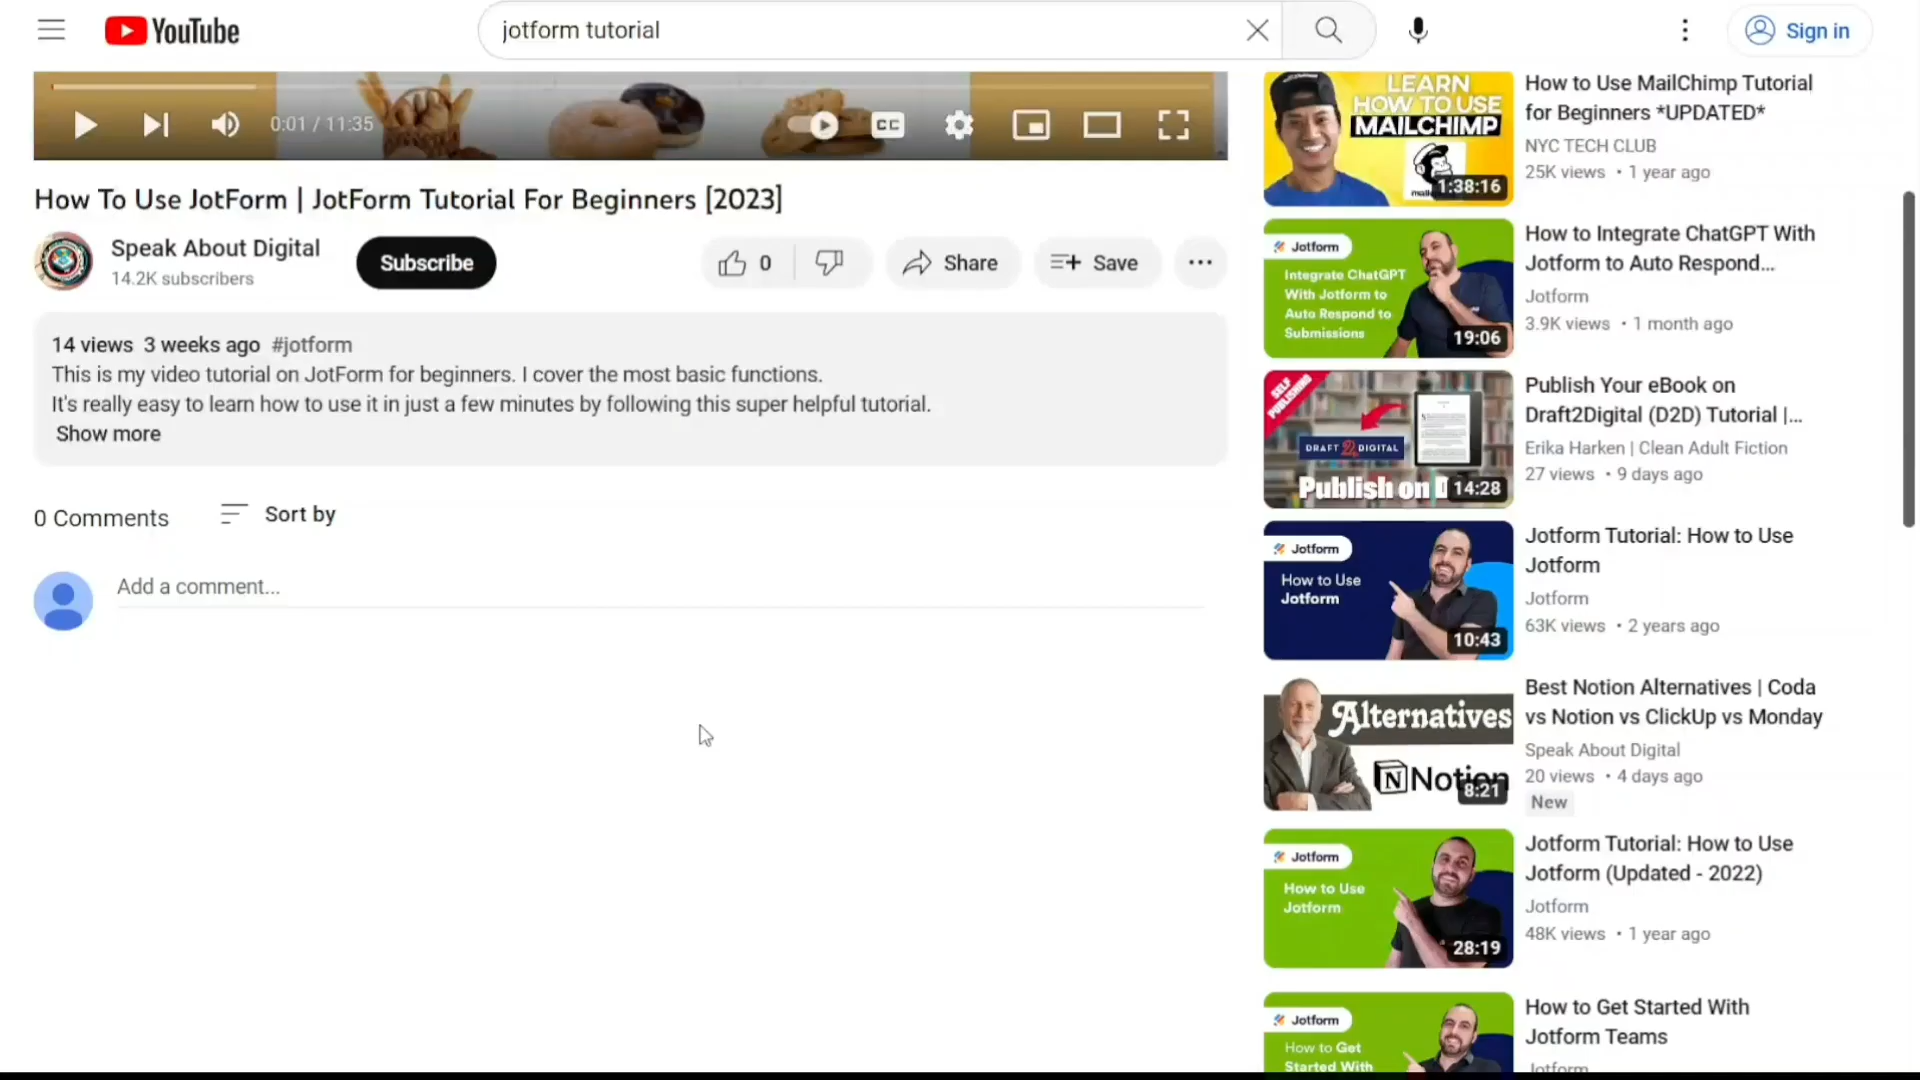 YouTube
jotform tutorial
Sign in
0:01 / 11:35
CC
How To Use JotForm | JotForm Tutorial For Beginners [2023]
Speak About Digital
14.2K subscribers
Subscribe
0
Share
Save
14 views 3 weeks ago #jotform
This is my video tutorial on JotForm for beginners. I cover the most basic functions.
It's really easy to learn how to use it in just a few minutes by following this super helpful tutorial.
Show more
0 Comments
Sort by
Add a comment...
LEARN
HOW TO USE
MAILCHIMP
1:38:16
How to Use MailChimp Tutorial
for Beginners *UPDATED*
NYC TECH CLUB
25K views • 1 year ago
Jotform
Integrate ChatGPT
With Jotform to
Auto Respond to
Submissions
19:06
How to Integrate ChatGPT With
Jotform to Auto Respond...
Jotform
3.9K views • 1 month ago
SELF
PUBLISHING
DRAFT 2 DIGITAL
Publish on D
14:28
Publish Your eBook on
Draft2Digital (D2D) Tutorial |...
Erika Harken | Clean Adult Fiction
27 views • 9 days ago
Jotform
How to Use
Jotform
10:43
Jotform Tutorial: How to Use
Jotform
Jotform
63K views • 2 years ago
Alternatives
Notion
8:21
Best Notion Alternatives | Coda
vs Notion vs ClickUp vs Monday
Speak About Digital
20 views • 4 days ago
New
Jotform
How to Use
Jotform
28:19
Jotform Tutorial: How to Use
Jotform (Updated - 2022)
Jotform
48K views • 1 year ago
Jotform
How to Get
Started With
How to Get Started With
Jotform Teams
Jotform